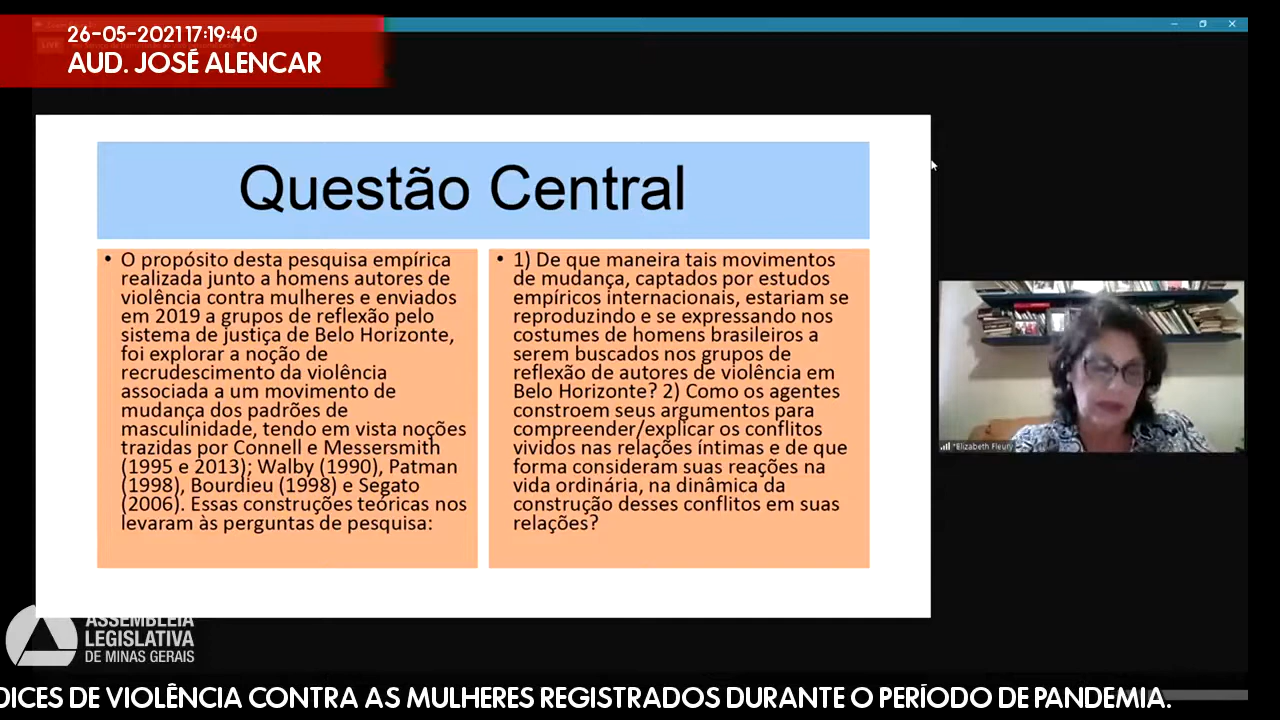 26-05-2021 17:19:40
AUD. JOSÉ ALENCAR
Questão Central
• O propósito desta pesquisa empírica
realizada junto a homens autores de
violência contra mulheres e enviados
em 2019 a grupos de reflexão pelo
sistema de justiça de Belo Horizonte,
foi explorar a noção de
recrudescimento da violência
associada a um movimento de
mudança dos padrões de
masculinidade, tendo em vista noções
trazidas por Connell e Messersmith
(1995 e 2013); Walby (1990), Patman
(1998), Bourdieu (1998) e Segato
(2006). Essas construções teóricas nos
levaram às perguntas de pesquisa:
• 1) De que maneira tais movimentos
de mudança, captados por estudos
empíricos internacionais, estariam se
reproduzindo e se expressando nos
costumes de homens brasileiros a
serem buscados nos grupos de
reflexão de autores de violência em
Belo Horizonte? 2) Como os agentes
constroem seus argumentos para
compreender/explicar os conflitos
vividos nas relações íntimas e de que
forma consideram suas reações na
vida ordinária, na dinâmica da
construção desses conflitos em suas
relações?
*Elizabeth Fleury
ASSEMBLEIA
LEGISLATIVA
DE MINAS GERAIS
DICES DE VIOLÊNCIA CONTRA AS MULHERES REGISTRADOS DURANTE O PERÍODO DE PANDEMIA.